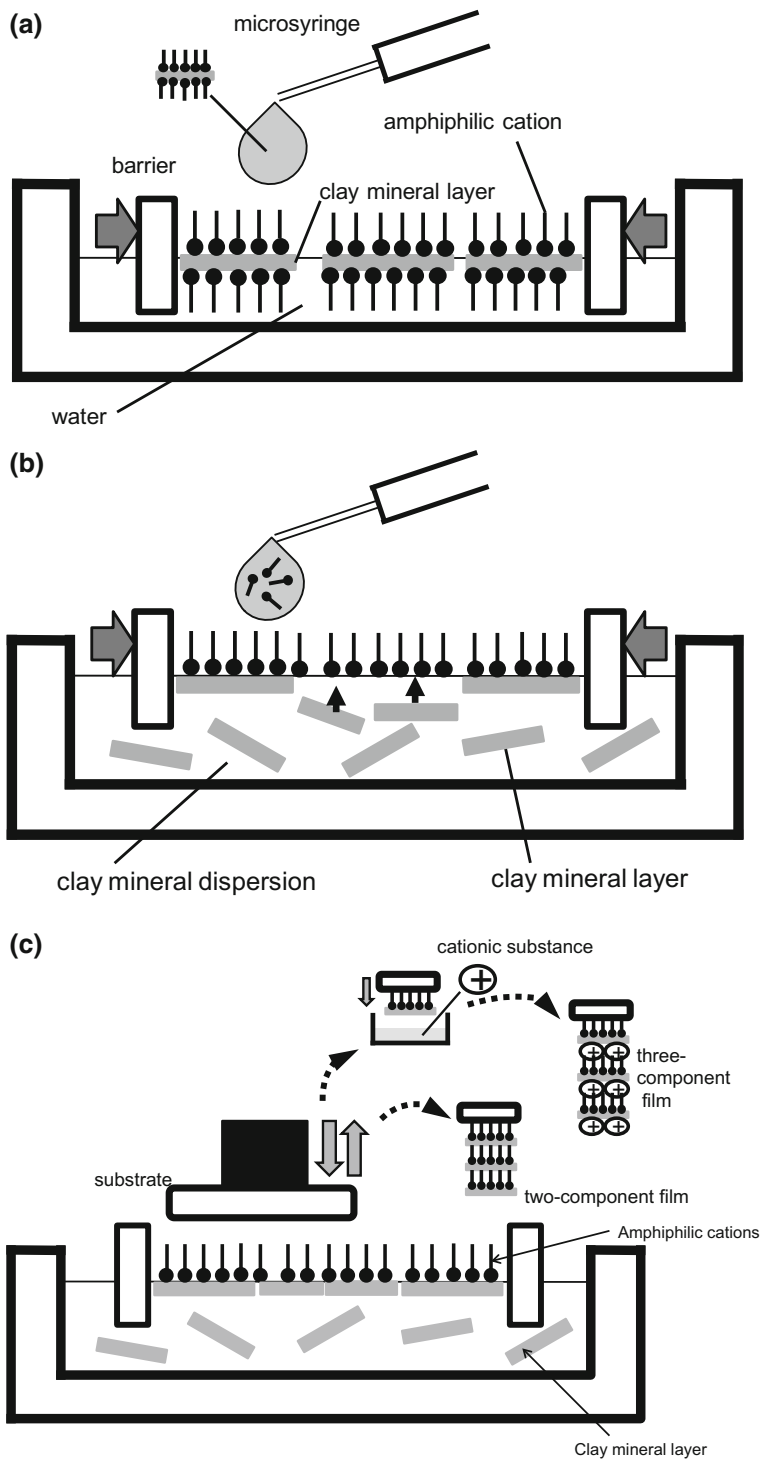 (a)
microsyringe
amphiphilic cation
barrier
clay mineral layer
water
(b)
clay mineral dispersion
clay mineral layer
(c)
cationic substance
+
three-
component
film
+ +
+ +
+ +
substrate
two-component film
Amphiphilic cations
Clay mineral layer